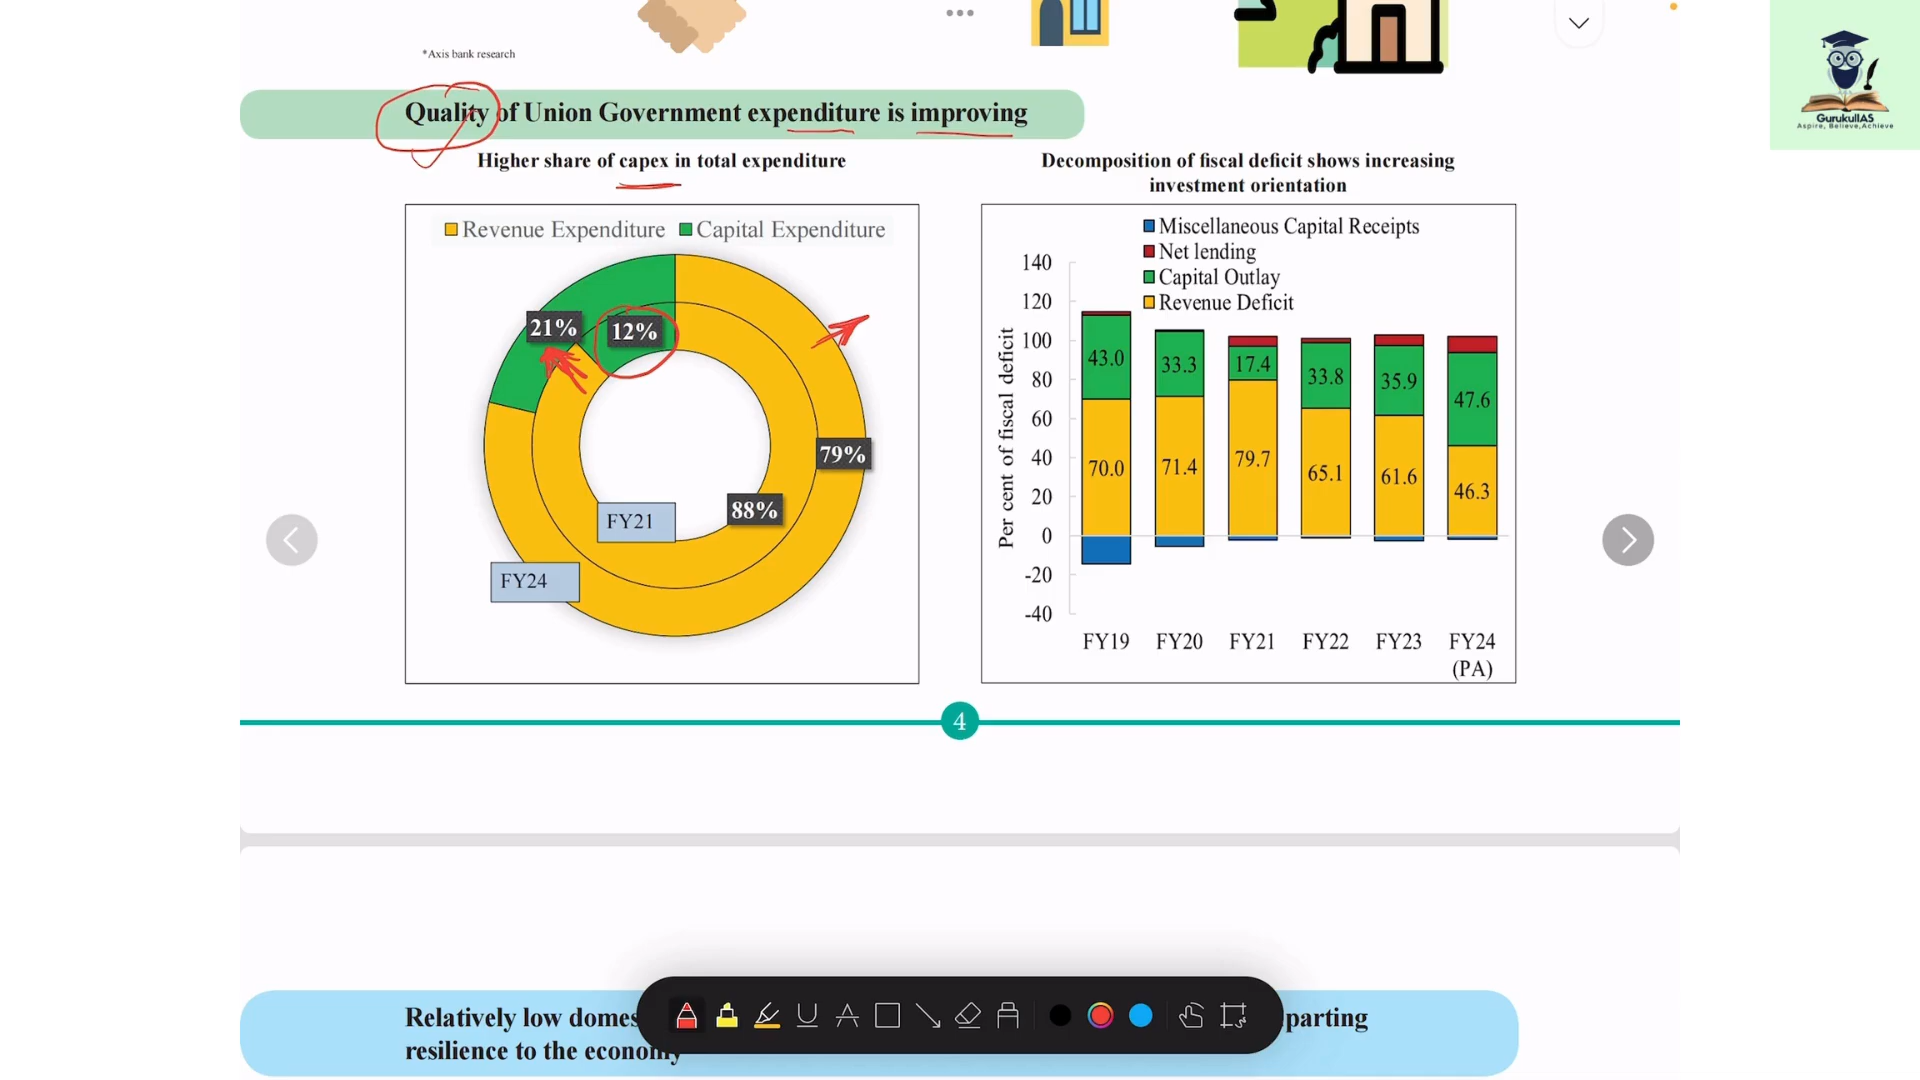 *Axis bank research
GurukulIAS
Aspire, Believe,Achieve
Quality of Union Government expenditure is improving
Higher share of capex in total expenditure
Revenue Expenditure
Capital Expenditure
21%
12%
79%
88%
FY21
FY24
Decomposition of fiscal deficit shows increasing
investment orientation
Miscellaneous Capital Receipts
Net lending
Capital Outlay
Revenue Deficit
Per cent of fiscal deficit
140
120
100
80
60
40
20
0
-20
-40
43.0 33.3 17.4 33.8 35.9 47.6
70.0 71.4 79.7 65.1 61.6 46.3
FY19 FY20 FY21 FY22 FY23 FY24
(PA)
4
Relatively low parting
resilience to the economy